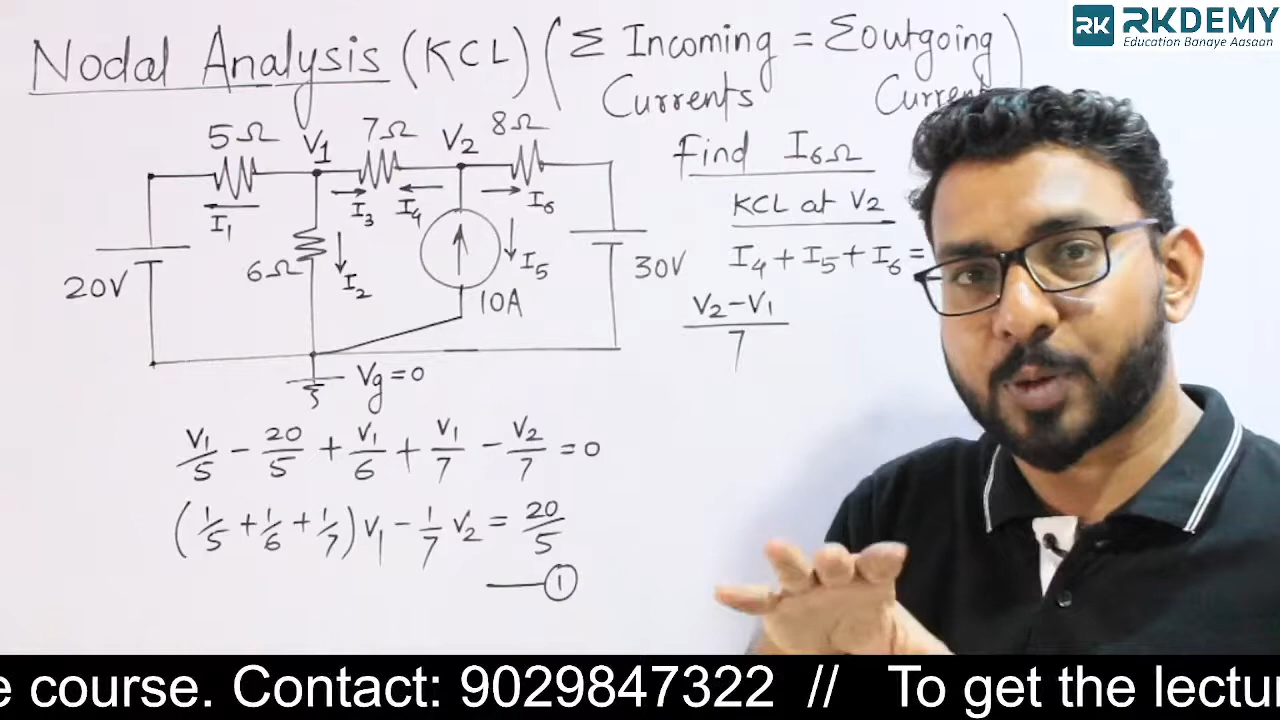 RK RKDEMY
Education Banaye Aasaan
Nodal Analysis (KCL) ( Σ Incoming = Σ outgoing )
Currents Current
5Ω V1 7Ω V2 8Ω
I1 I3 I4 I6
20V 6Ω I2 I5 30V
10A
Vg=0
Find I6Ω
KCL at V2
I4 + I5 + I6 =
(V2-V1)/7
V1/5 - 20/5 + V1/6 + V1/7 - V2/7 = 0
(1/5 + 1/6 + 1/7) V1 - 1/7 V2 = 20/5
1
e course. Contact: 9029847322 // To get the lectur